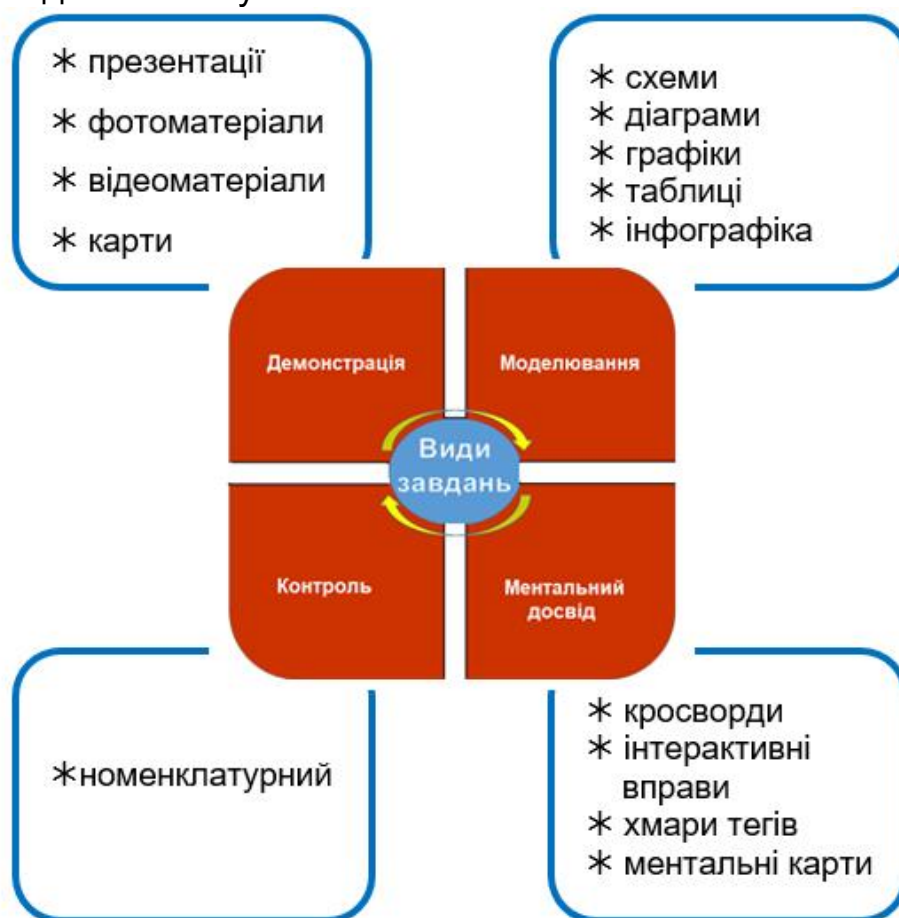 * презентації
* фотоматеріали
* відеоматеріали
* карти
* схеми
* діаграми
* графіки
* таблиці
* інфографіка
Демонстрація
Моделювання
Види
завдань
Контроль
Ментальний
досвід
*номенклатурний
* кросворди
* інтерактивні
вправи
* хмари тегів
* ментальні карти